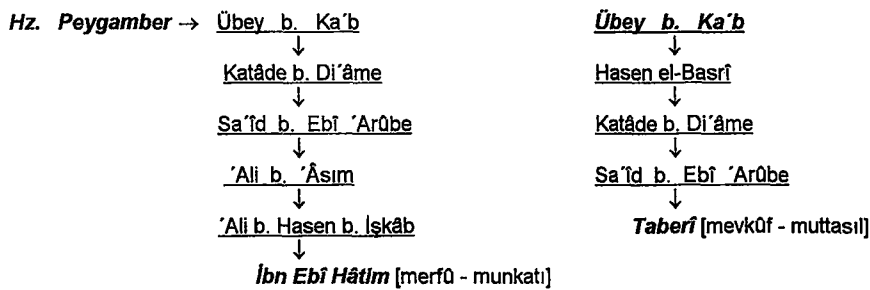 Hz. Peygamber → Übey b. Ka´b
↓
Katâde b. Di´âme
↓
Sa´îd b. Ebî ´Arûbe
↓
´Ali b. ´Âsım
↓
´Ali b. Hasen b. İşkâb
↓
İbn Ebî Hâtim [merfû - munkatı]
Übey b. Ka´b
↓
Hasen el-Basrî
↓
Katâde b. Di´âme
↓
Sa´îd b. Ebî ´Arûbe
↓
Taberî [mevkûf - muttasıl]